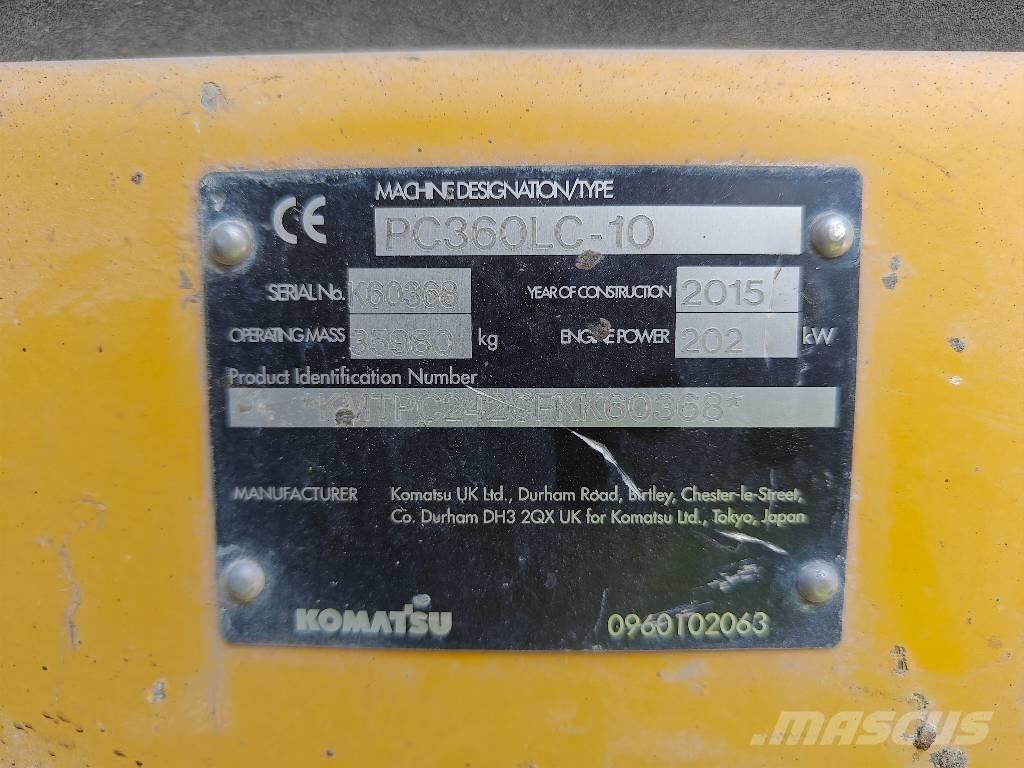 CE
MACHINE DESIGNATION/TYPE
PC360LC-10
SERIAL No. K60368 YEAR OF CONSTRUCTION 2015
OPERATING MASS kg ENGINE POWER 202 kW
Product Identification Number
MANUFACTURER Komatsu UK Ltd., Durham Road, Birtley, Chester-le-Street,
Co. Durham DH3 2QX UK for Komatsu Ltd., Tokyo, Japan
KOMATSU 0960102063
MASCUS